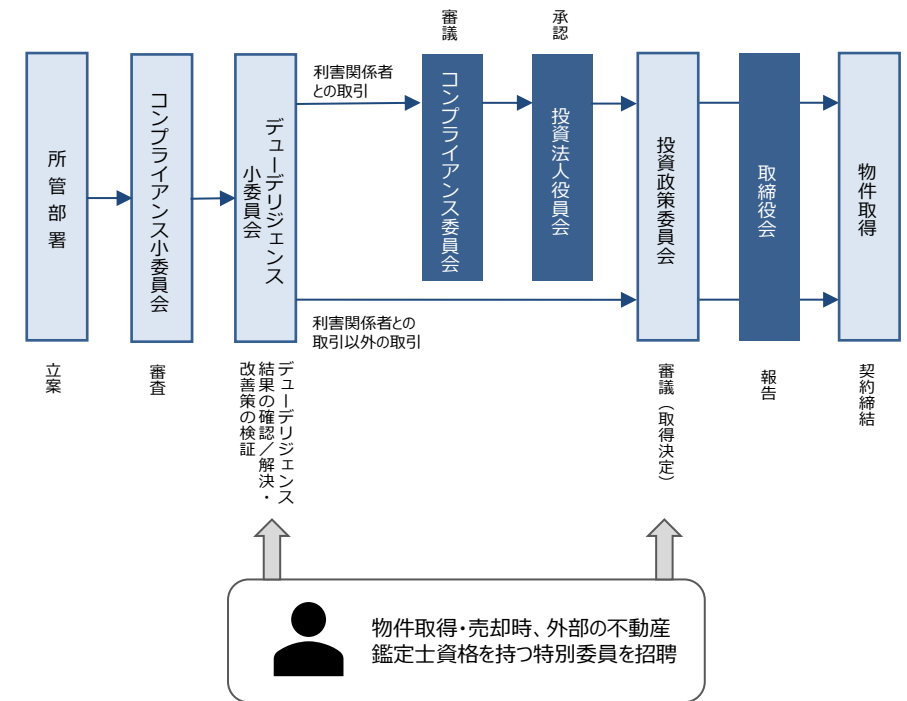 所管部署
立案
コンプライアンス小委員会
審査
デューデリジェンス
小委員会
デューデリジェンス
結果の確認／解決・
改善策の検証
利害関係者
との取引
利害関係者との
取引以外の取引
審議
コンプライアンス委員会
承認
投資法人役員会
投資政策委員会
審議（取得決定）
取締役会
報告
物件取得
契約締結
物件取得・売却時、外部の不動産
鑑定士資格を持つ特別委員を招聘